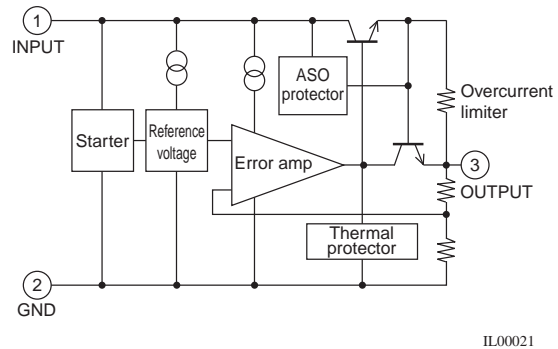 1
INPUT
ASO
protector
Overcurrent
limiter
Starter
Reference
voltage
Error amp
3
OUTPUT
Thermal
protector
2
GND
IL00021